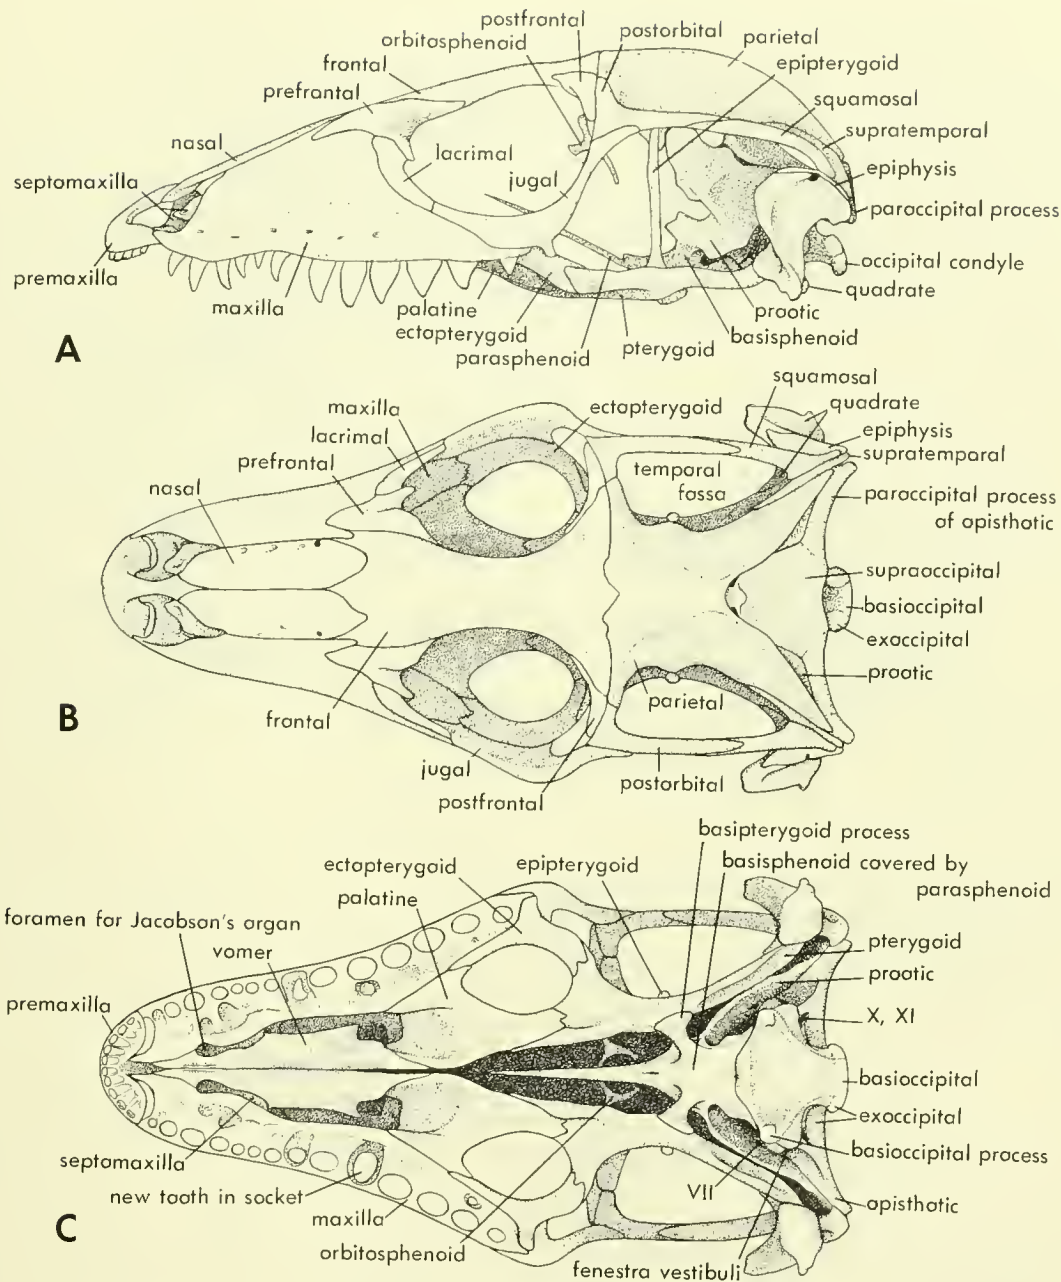 postfrontal
orbitosphenoid
postorbital
parietal
epipterygoid
frontal
prefrontal
squamosal
supratemporal
nasal
lacrimal
epiphysis
septomaxilla
jugal
paroccipital process
premaxilla
occipital condyle
maxilla
palatine
quadrate
ectopterygoid
prootic
parasphenoid
pterygoid
basisphenoid
A
squamosal
maxilla
ectopterygoid
quadrate
lacrimal
epiphysis
prefrontal
supratemporal
nasal
temporal
fossa
paroccipital process
of opisthotic
supraoccipital
basioccipital
exoccipital
prootic
parietal
B
frontal
jugal
postorbital
postfrontal
basipterygoid process
ectopterygoid
epipterygoid
basisphenoid covered by
parasphenoid
palatine
foramen for Jacobson's organ
vomer
pterygoid
prootic
premaxilla
X, XI
basioccipital
exoccipital
septomaxilla
basioccipital process
new tooth in socket
VII
opisthotic
maxilla
C
orbitosphenoid
fenestra vestibuli